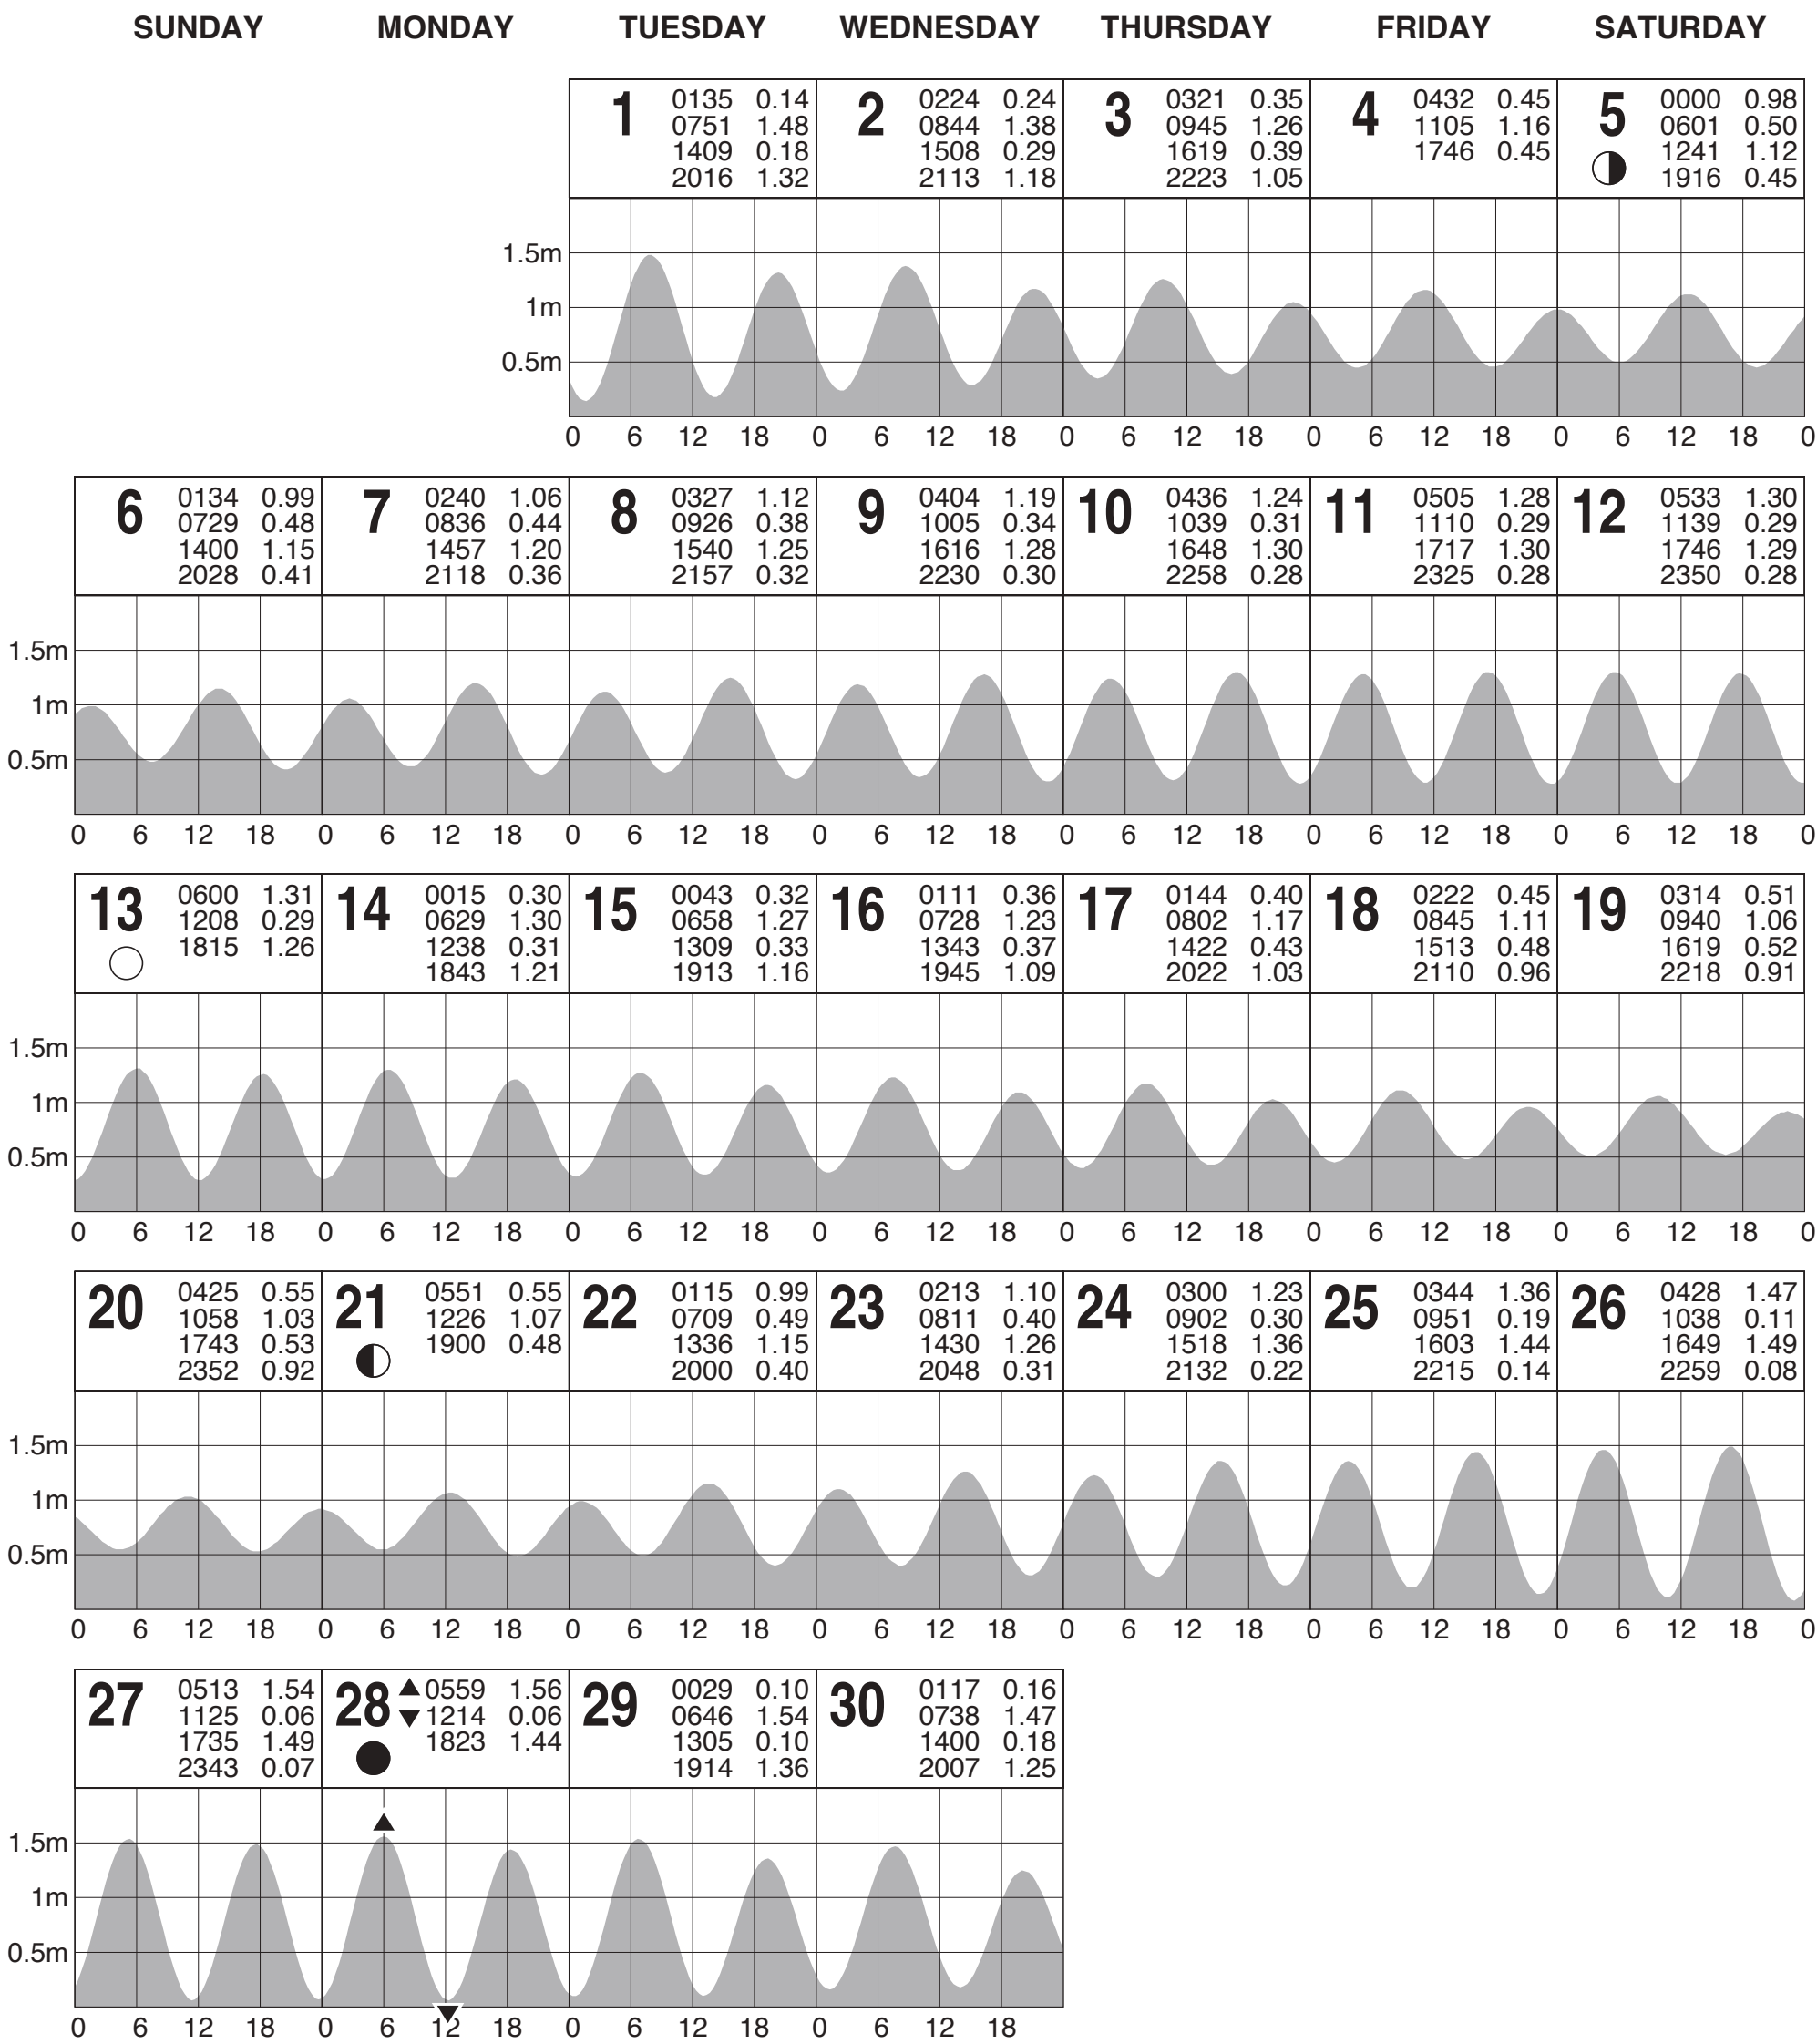 SUNDAY MONDAY TUESDAY WEDNESDAY THURSDAY FRIDAY SATURDAY
1 0135 0.14 2 0224 0.24 3 0321 0.35 4 0432 0.45 5 0000 0.98
0751 1.48 0844 1.38 0945 1.26 1105 1.16 0601 0.50
1409 0.18 1508 0.29 1619 0.39 1746 0.45 1241 1.12
2016 1.32 2113 1.18 2223 1.05 1916 0.45
1.5m
1m
0.5m
0 6 12 18 0 6 12 18 0 6 12 18 0 6 12 18 0 6 12 18 0
6 0134 0.99 7 0240 1.06 8 0327 1.12 9 0404 1.19 10 0436 1.24 11 0505 1.28 12 0533 1.30
0729 0.48 0836 0.44 0926 0.38 1005 0.34 1039 0.31 1110 0.29 1139 0.29
1400 1.15 1457 1.20 1540 1.25 1616 1.28 1648 1.30 1717 1.30 1746 1.29
2028 0.41 2118 0.36 2157 0.32 2230 0.30 2258 0.28 2325 0.28 2350 0.28
1.5m
1m
0.5m
0 6 12 18 0 6 12 18 0 6 12 18 0 6 12 18 0 6 12 18 0 6 12 18 0 6 12 18 0
13 0600 1.31 14 0015 0.30 15 0043 0.32 16 0111 0.36 17 0144 0.40 18 0222 0.45 19 0314 0.51
1208 0.29 0629 1.30 0658 1.27 0728 1.23 0802 1.17 0845 1.11 0940 1.06
1815 1.26 1238 0.31 1309 0.33 1343 0.37 1422 0.43 1513 0.48 1619 0.52
1843 1.21 1913 1.16 1945 1.09 2022 1.03 2110 0.96 2218 0.91
1.5m
1m
0.5m
0 6 12 18 0 6 12 18 0 6 12 18 0 6 12 18 0 6 12 18 0 6 12 18 0 6 12 18 0
20 0425 0.55 21 0551 0.55 22 0115 0.99 23 0213 1.10 24 0300 1.23 25 0344 1.36 26 0428 1.47
1058 1.03 1226 1.07 0709 0.49 0811 0.40 0902 0.30 0951 0.19 1038 0.11
1743 0.53 1900 0.48 1336 1.15 1430 1.26 1518 1.36 1603 1.44 1649 1.49
2352 0.92 2000 0.40 2048 0.31 2132 0.22 2215 0.14 2259 0.08
1.5m
1m
0.5m
0 6 12 18 0 6 12 18 0 6 12 18 0 6 12 18 0 6 12 18 0 6 12 18 0 6 12 18 0
27 0513 1.54 28 0559 1.56 29 0029 0.10 30 0117 0.16
1125 0.06 1214 0.06 0646 1.54 0738 1.47
1735 1.49 1823 1.44 1305 0.10 1400 0.18
2343 0.07 1914 1.36 2007 1.25
1.5m
1m
0.5m
0 6 12 18 0 6 12 18 0 6 12 18 0 6 12 18